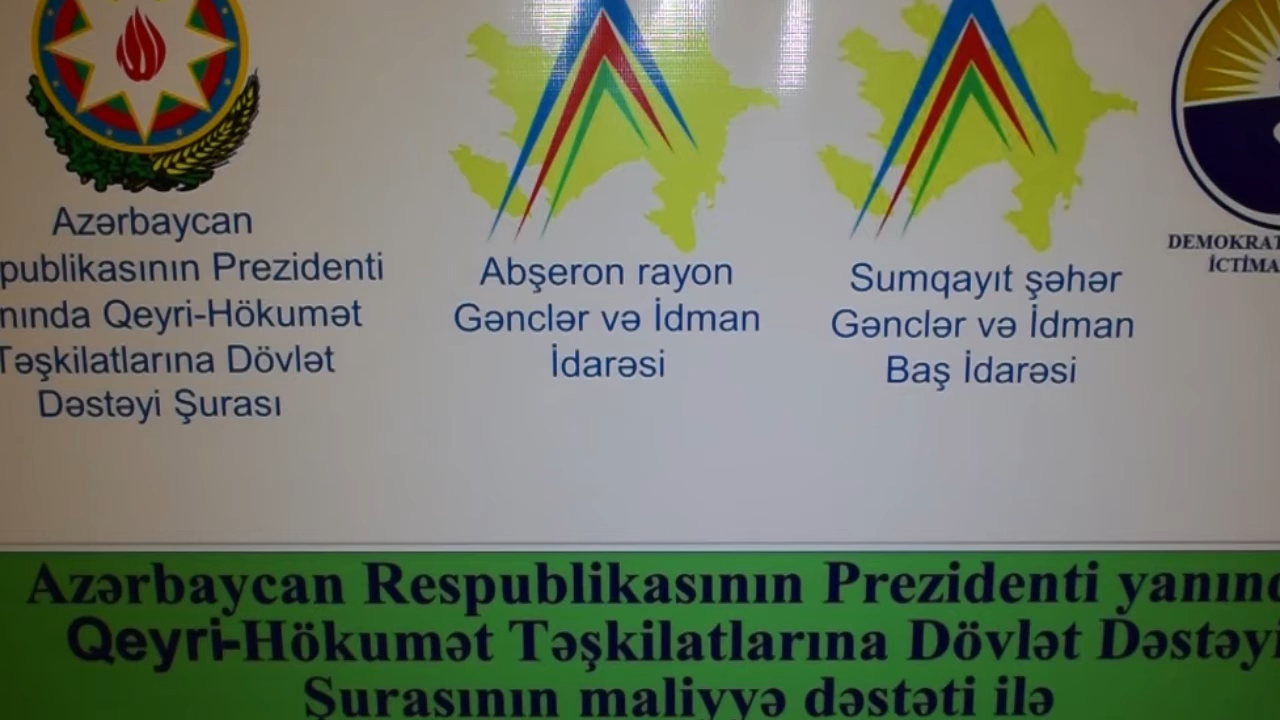 Azərbaycan
publikasının Prezidenti
nında Qeyri-Hökumət
Təşkilatlarına Dövlət
Dəstəyi Şurası
Abşeron rayon
Gənclər və İdman
İdarəsi
Sumqayıt şəhər
Gənclər və İdman
Baş İdarəsi
DEMOKRAT
İCTİMA
Azərbaycan Respublikasının Prezidenti yanınd
Qeyri-Hökumət Təşkilatlarına Dövlət Dəstəyi
Şurasının maliyyə dəstəti ilə